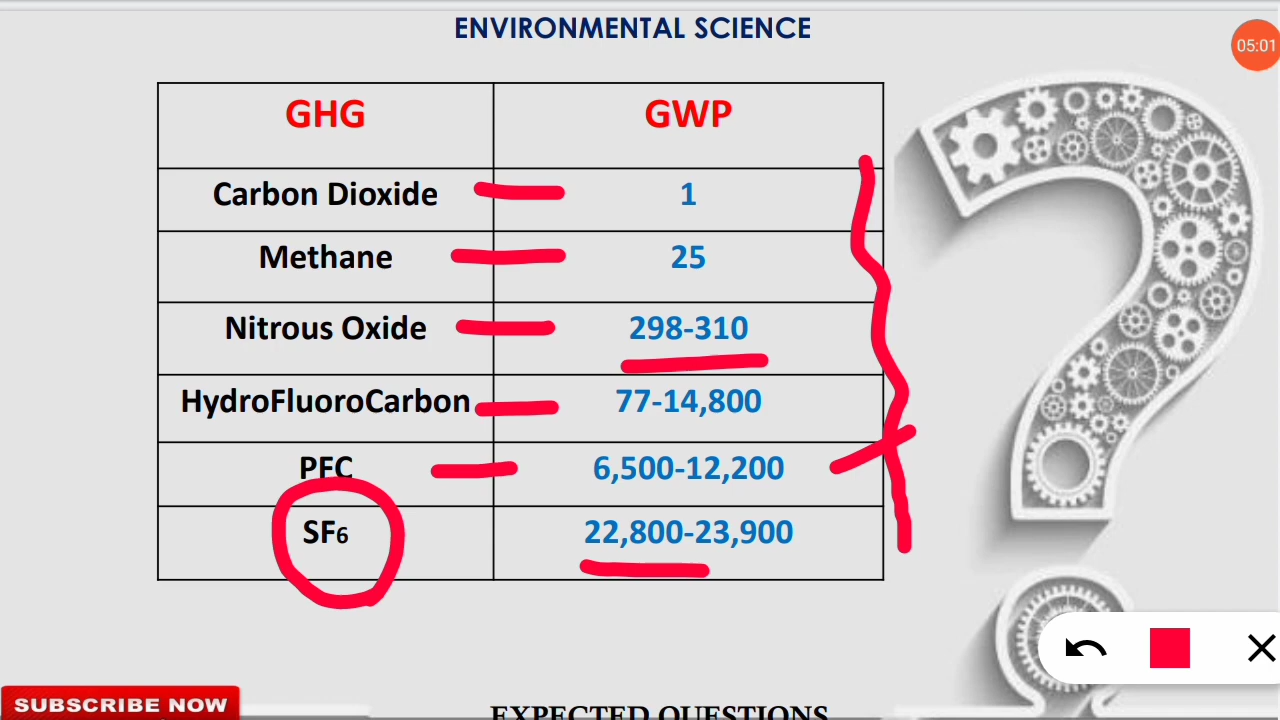 ENVIRONMENTAL SCIENCE
05:01
GHG GWP
Carbon Dioxide 1
Methane 25
Nitrous Oxide 298-310
HydroFluoroCarbon 77-14,800
PFC 6,500-12,200
SF6 22,800-23,900
SUBSCRIBE NOW
EXPECTED QUESTIONS